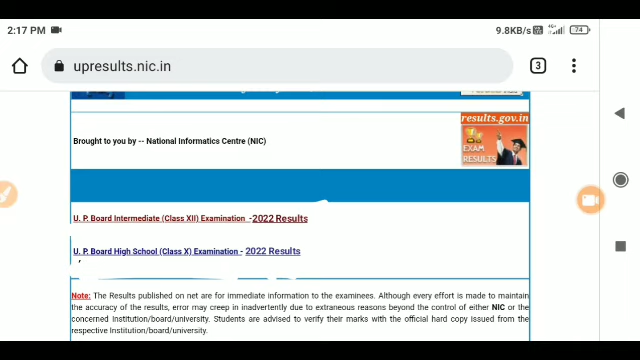 2:17 PM 9.8KB/s 4G+ 74
upresults.nic.in 3
results.gov.in
Brought to you by -- National Informatics Centre (NIC)
EXAM
RESULTS
U. P. Board Intermediate (Class XII) Examination -2022 Results
U. P. Board High School (Class X) Examination - 2022 Results
Note: The Results published on net are for immediate information to the examinees. Although every effort is made to maintain
the accuracy of the results, error may creep in inadvertently due to extraneous reasons beyond the control of either NIC or the
concerned Institution/board/university. Students are advised to verify their marks with the official hard copy issued from the
respective Institution/board/university.